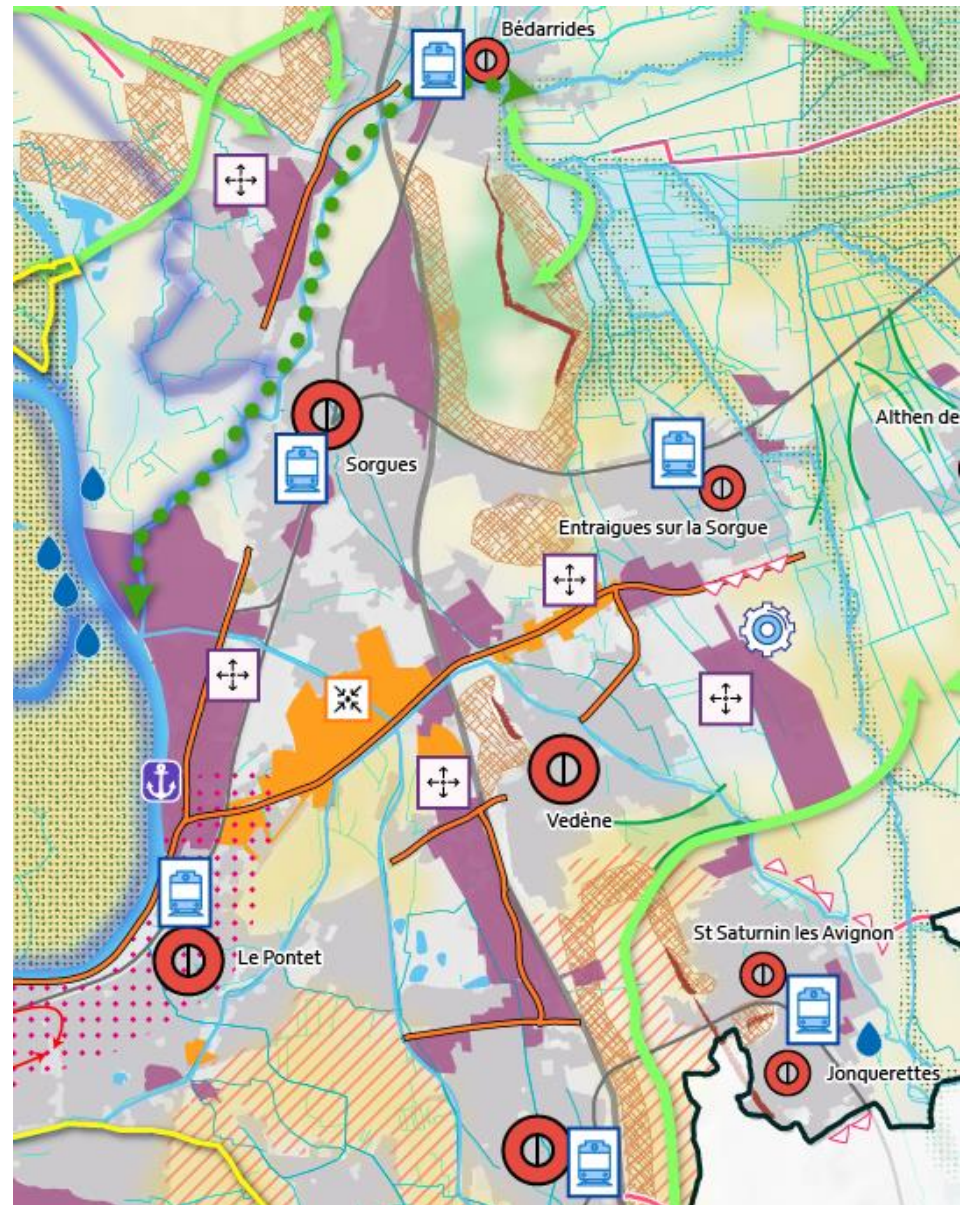 Bédarrides
Althen de
Sorgues
Entraigues sur la Sorgue
Vedène
St Saturnin les Avignon
Le Pontet
Jonquerettes